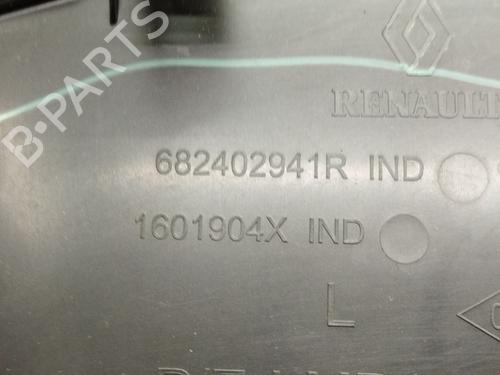 B-PARTS
RENAULT
682402941R IND
1601904X IND
L